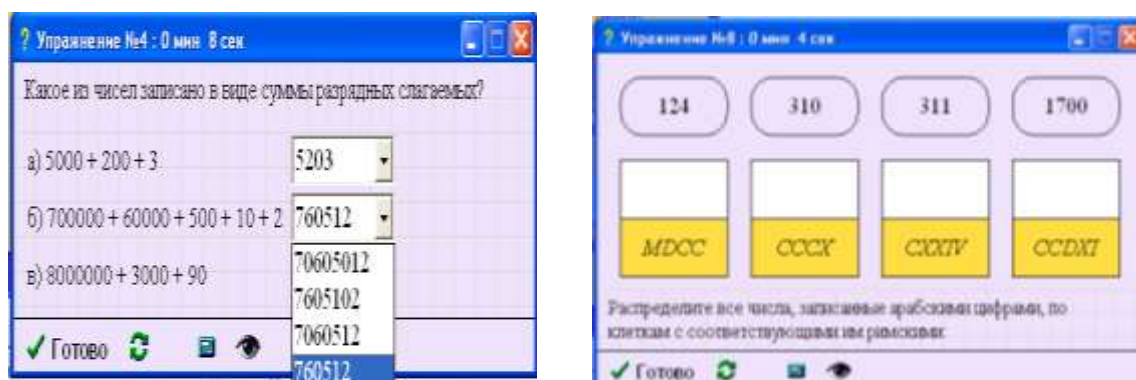 ? Упражнение №4 : 0 мин 8 сек
Какое из чисел записано в виде суммы разрядных слагаемых?
а) 5000 + 200 + 3
5203
б) 700000 + 60000 + 500 + 10 + 2
760512
70605012
7605102
7060512
760512
в) 8000000 + 3000 + 90
Готово
? Упражнение №8 : 0 мин 4 сек
124
310
311
1700
MDCC
CCCX
CXXIV
CCDXI
Распределите все числа, записанные арабскими цифрами, по
клеткам с соответствующими им римскими
Готово